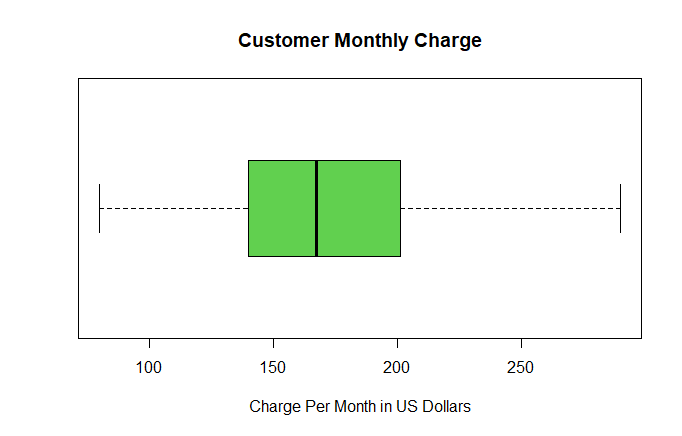 Customer Monthly Charge
100 150 200 250
Charge Per Month in US Dollars